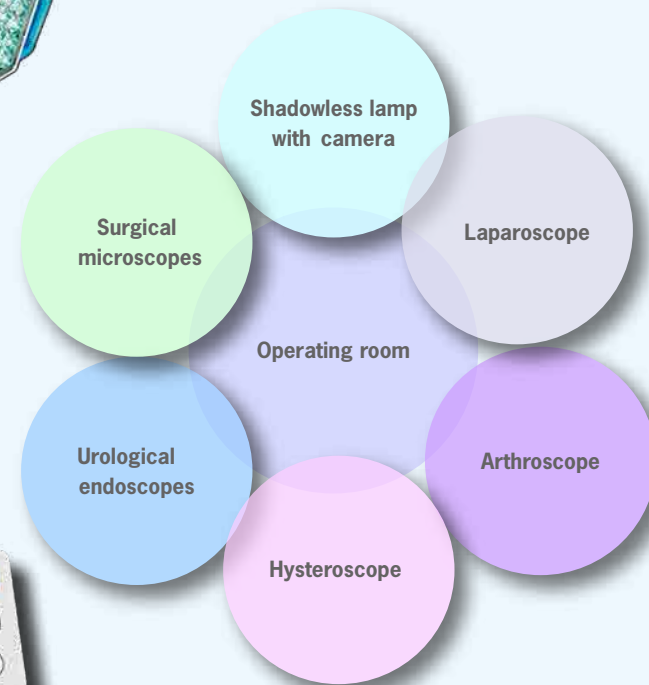 Shadowless lamp
with camera
Surgical
microscopes
Laparoscope
Operating room
Urological
endoscopes
Arthroscope
Hysteroscope